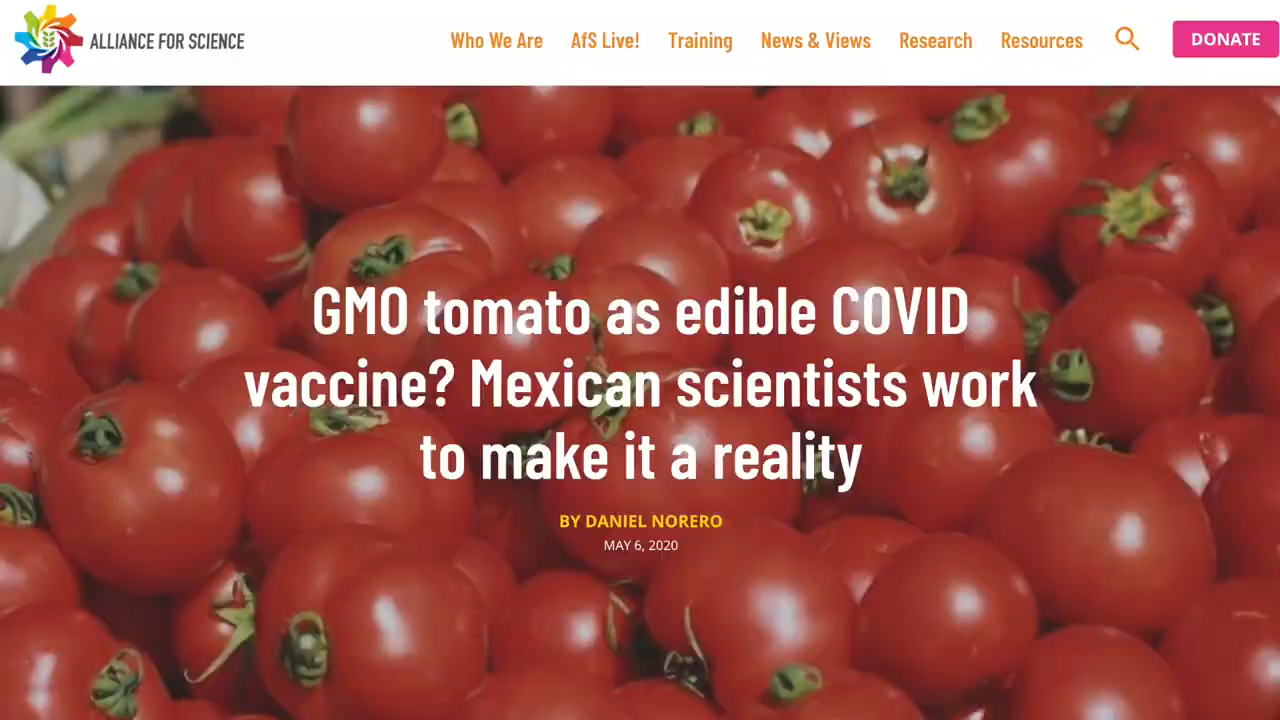 ALLIANCE FOR SCIENCE
Who We Are
AfS Live!
Training
News & Views
Research
Resources
DONATE
GMO tomato as edible COVID
vaccine? Mexican scientists work
to make it a reality
BY DANIEL NORERO
MAY 6, 2020